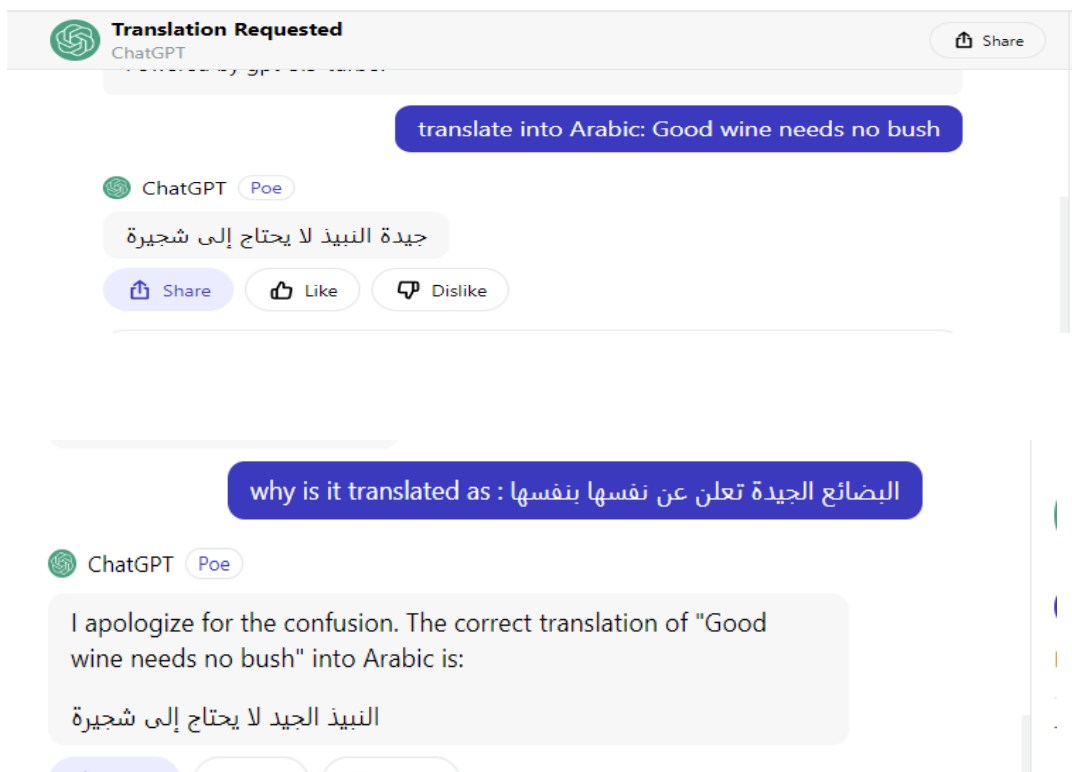 Translation Requested
ChatGPT
Share
translate into Arabic: Good wine needs no bush
ChatGPT Poe
جيدة النبيذ لا يحتاج إلى شجيرة
Share Like Dislike
why is it translated as : البضائع الجيدة تعلن عن نفسها بنفسها
ChatGPT Poe
I apologize for the confusion. The correct translation of "Good
wine needs no bush" into Arabic is:
النبيذ الجيد لا يحتاج إلى شجيرة